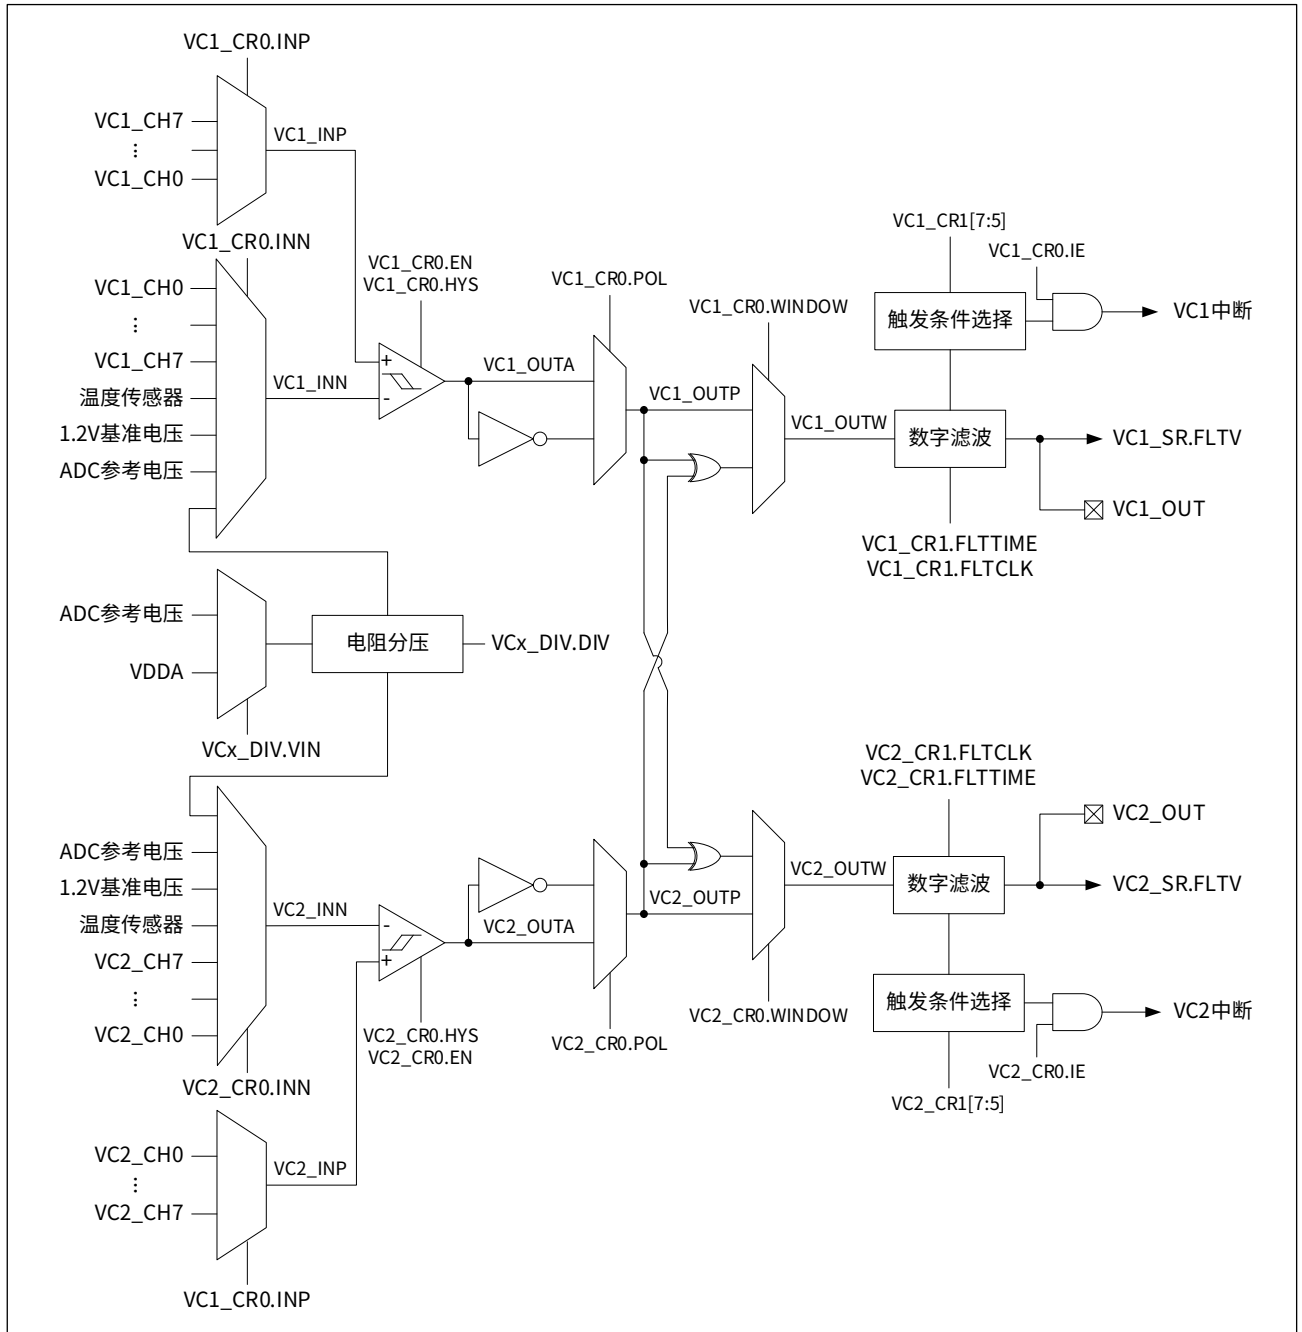 VC1_CR0.INP
VC1_CH7
⋮
VC1_CH0
VC1_INP
VC1_CR0.INN
VC1_CH0
⋮
VC1_CH7
温度传感器
1.2V基准电压
ADC参考电压
VC1_INN
VC1_CR0.EN
VC1_CR0.HYS
+
-
VC1_OUTA
VC1_CR0.POL
VC1_OUTP
VC1_CR0.WINDOW
VC1_OUTW
VC1_CR1[7:5]
VC1_CR0.IE
触发条件选择
VC1中断
数字滤波
VC1_SR.FLTV
VC1_OUT
VC1_CR1.FLTTIME
VC1_CR1.FLTCLK
ADC参考电压
VDDA
电阻分压
VCx_DIV.DIV
VCx_DIV.VIN
VC2_CR1.FLTCLK
VC2_CR1.FLTTIME
VC2_OUT
ADC参考电压
1.2V基准电压
温度传感器
VC2_CH7
⋮
VC2_CH0
VC2_INN
-
+
VC2_OUTA
VC2_OUTP
VC2_OUTW
数字滤波
VC2_SR.FLTV
VC2_CR0.HYS
VC2_CR0.EN
VC2_CR0.POL
VC2_CR0.WINDOW
触发条件选择
VC2中断
VC2_CR0.IE
VC2_CR1[7:5]
VC2_CR0.INN
VC2_CH0
⋮
VC2_CH7
VC2_INP
VC1_CR0.INP